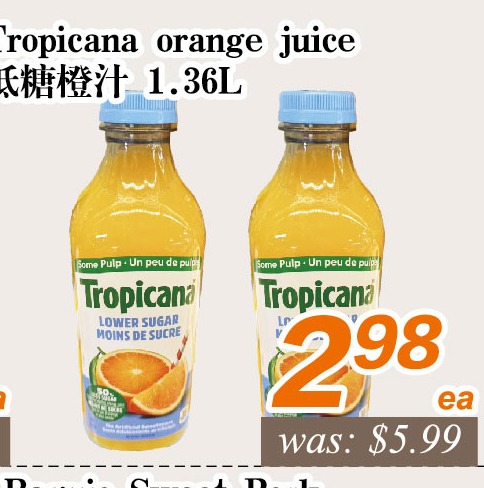 Tropicana orange juice
低糖橙汁 1.36L
Some Pulp · Un peu de pulpe
Tropicana
LOWER SUGAR
MOINS DE SUCRE
50%
Some Pulp · Un peu de pulpe
Tropicana
2.98
ea
was: $5.99